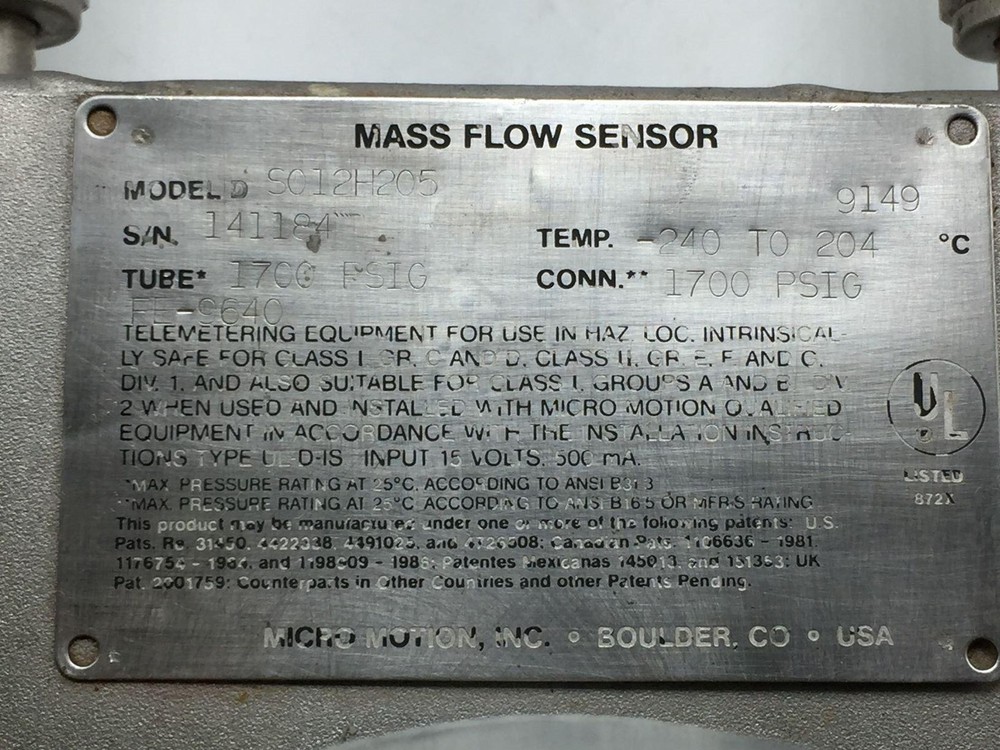 MASS FLOW SENSOR
MODEL D S012H205
9149
S/N. 141184
TEMP. -240 TO 204 °C
TUBE* 1700 PSIG
CONN.** 1700 PSIG
FE-9640
TELEMETERING EQUIPMENT FOR USE IN HAZ. LOC. INTRINSICAL-
LY SAFE FOR CLASS I, GR. C AND D, CLASS II, GR. E, F AND G,
DIV. 1, AND ALSO SUITABLE FOR CLASS I, GROUPS A AND B DIV.
2 WHEN USED AND INSTALLED WITH MICRO MOTION QUALIFIED
EQUIPMENT IN ACCORDANCE WITH THE INSTALLATION INSTRUC-
TIONS TYPE UL D-IS INPUT 15 VOLTS, 500 mA.
UL
LISTED
872X
*MAX. PRESSURE RATING AT 25°C, ACCORDING TO ANSI B31.3
*MAX. PRESSURE RATING AT 25°C ACCORDING TO ANSI B16.5 OR MFR'S RATING
This product may be manufactured under one or more of the following patents: U.S.
Pats. Re. 31450, 4422338, 4491025, and Canadian Pats. 1106636 - 1981,
1176754 - 1984, and 1198609 - 1985; Patentes Mexicanas 145013, and UK
Pat. 2001759; Counterparts in Other Countries and other Patents Pending.
MICRO MOTION, INC. ° BOULDER, CO ° USA